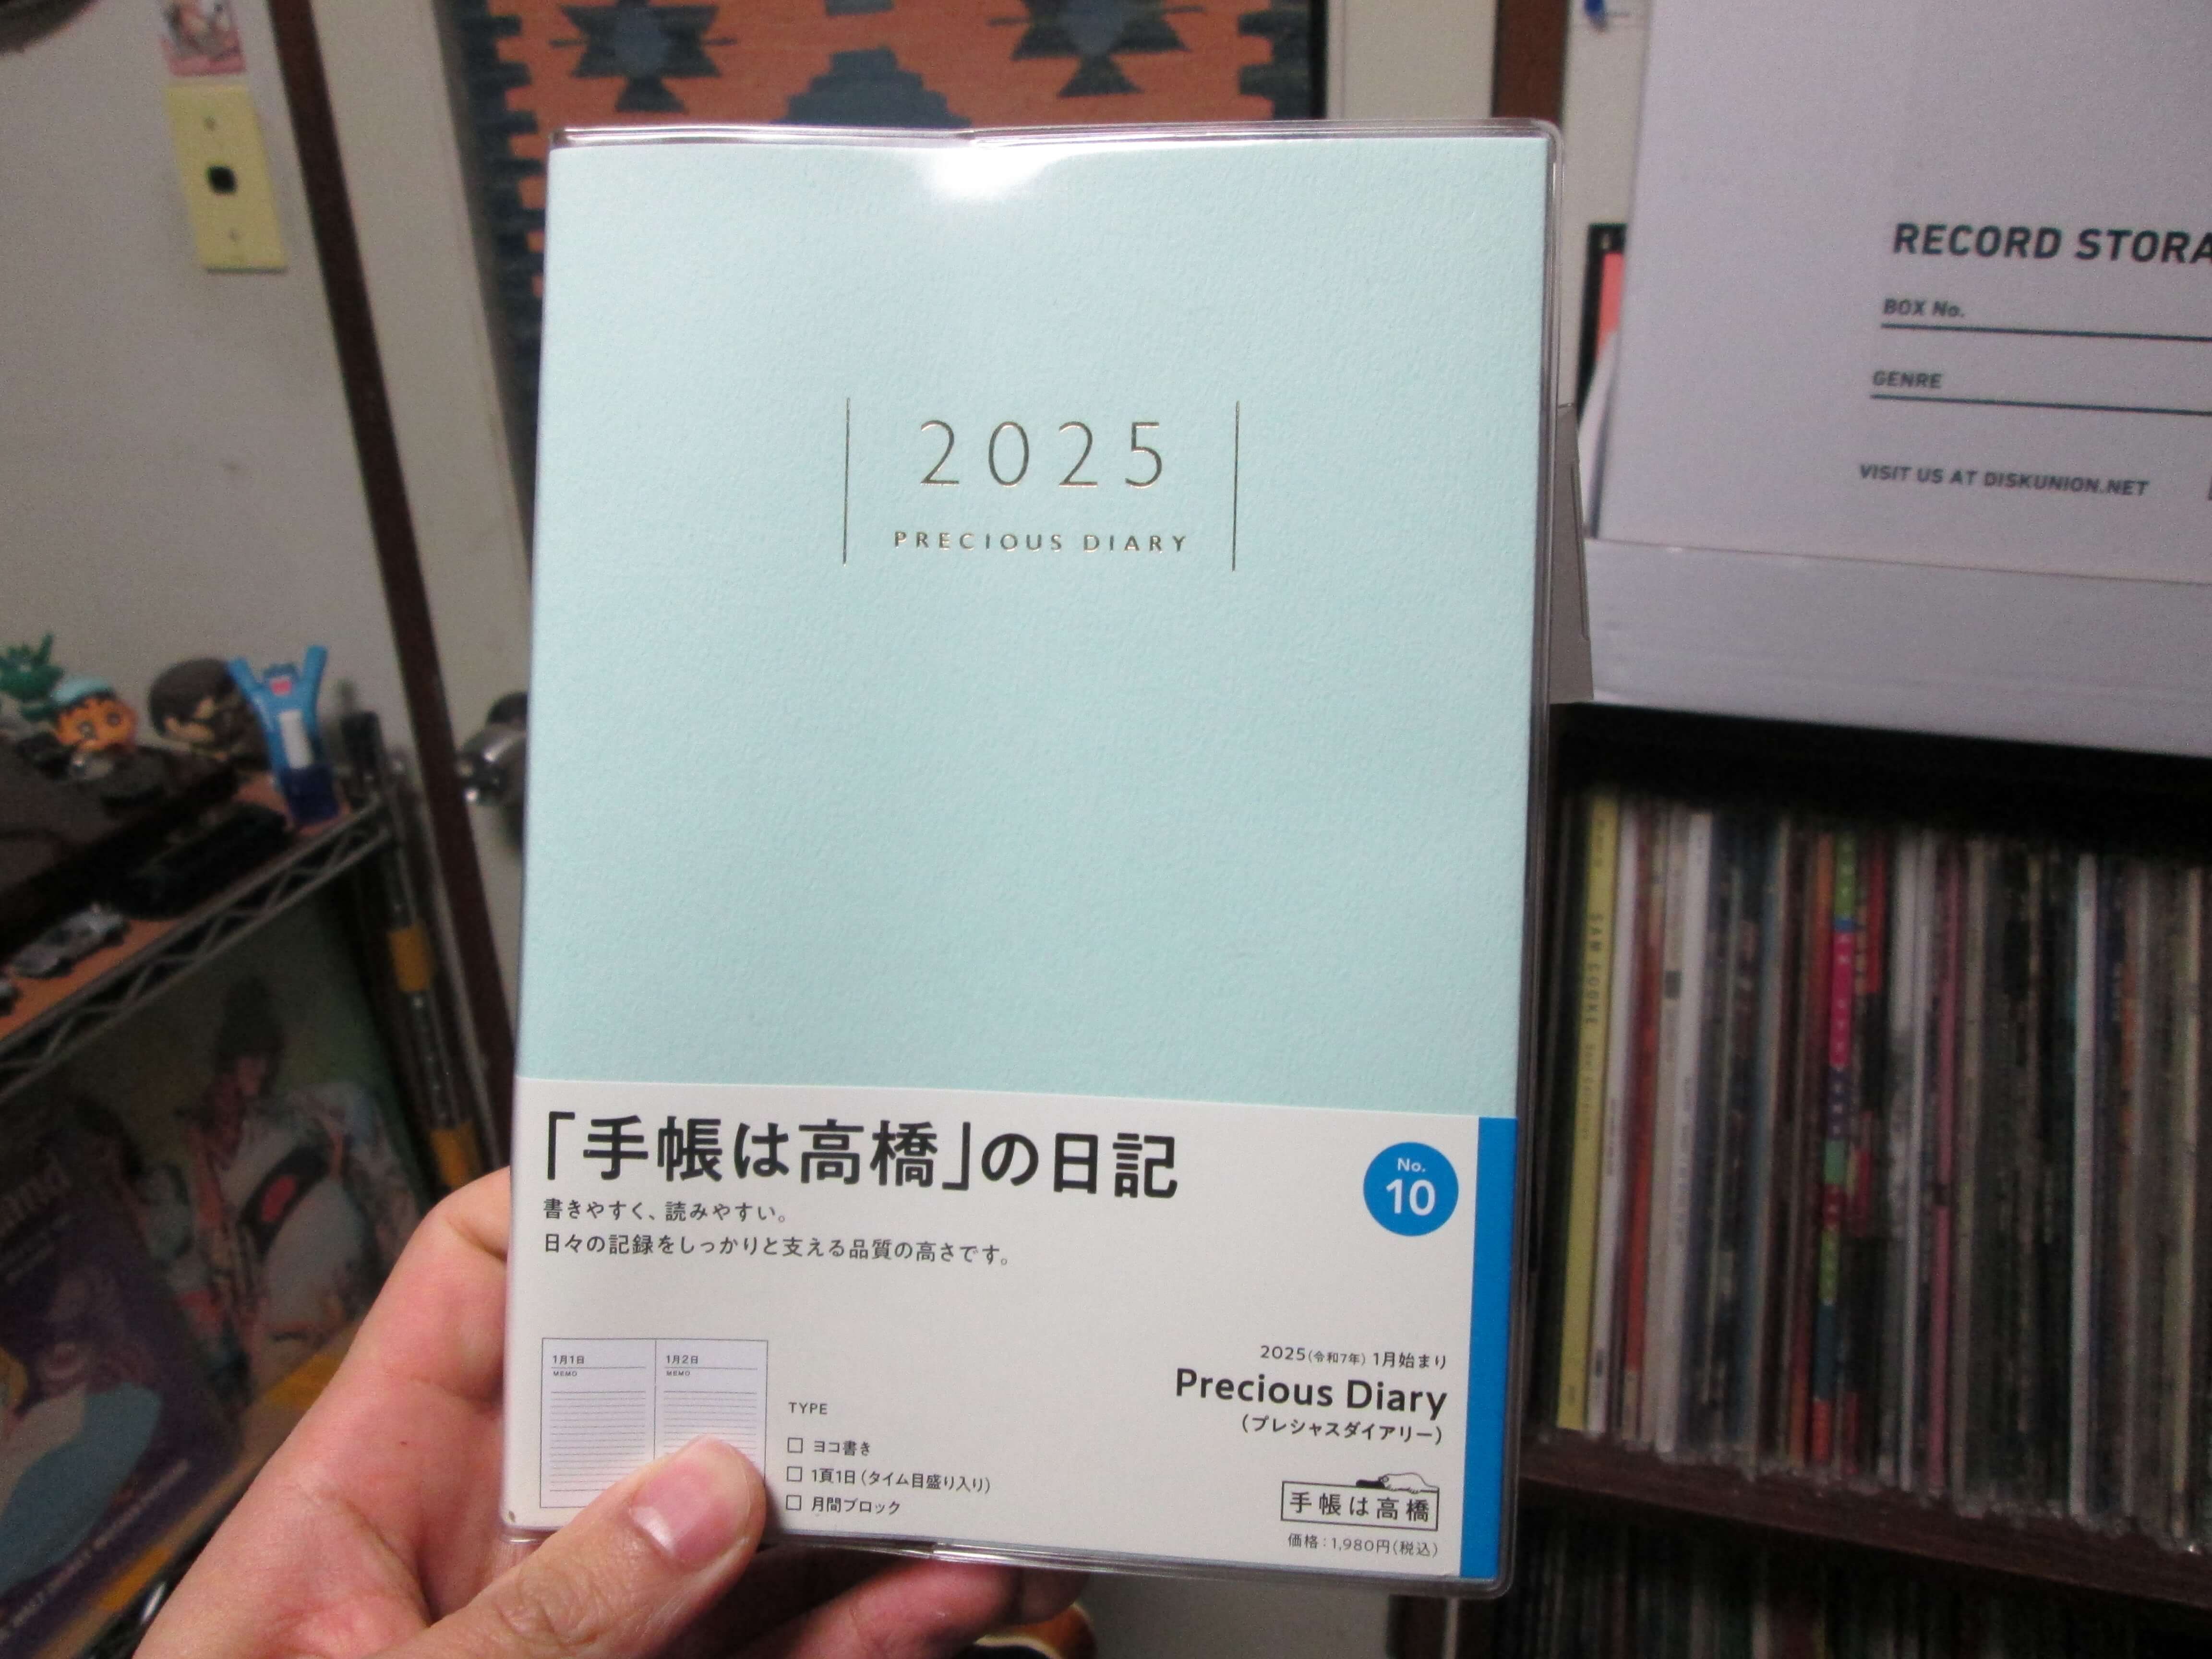 2025
PRECIOUS DIARY
「手帳は高橋」の日記
書きやすく、読みやすい。
日々の記録をしっかりと支える品質の高さです。
No.
10
1月1日
MEMO
1月2日
MEMO
TYPE
□ ヨコ書き
□ 1頁1日(タイム目盛り入り)
□ 月間ブロック
2025(令和7年) 1月始まり
Precious Diary
(プレシャスダイアリー)
手帳は高橋
価格:1,980円(税込)
RECORD STORA
BOX No.
GENRE
VISIT US AT DISKUNION.NET
SAM COOKE